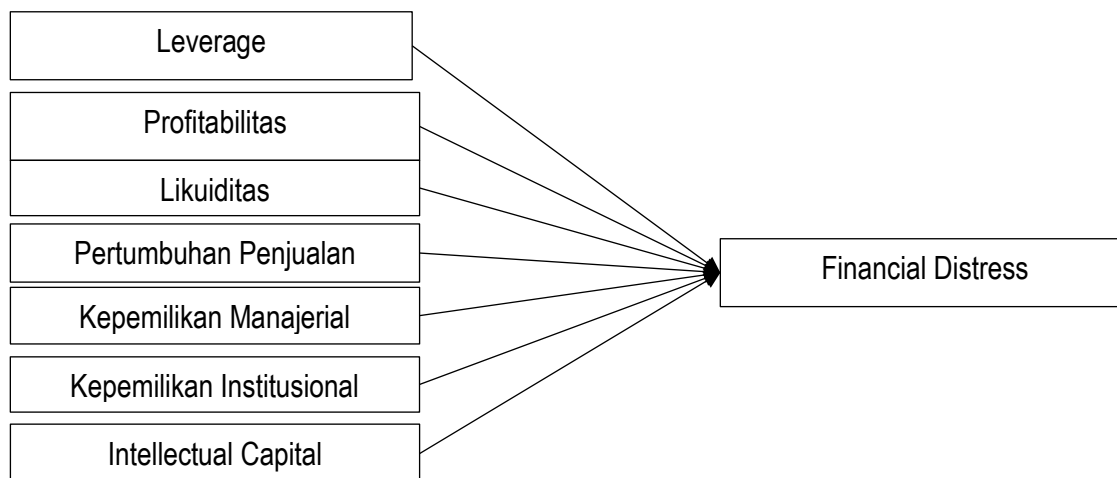 Leverage
Profitabilitas
Likuiditas
Pertumbuhan Penjualan
Kepemilikan Manajerial
Kepemilikan Institusional
Intellectual Capital
Financial Distress